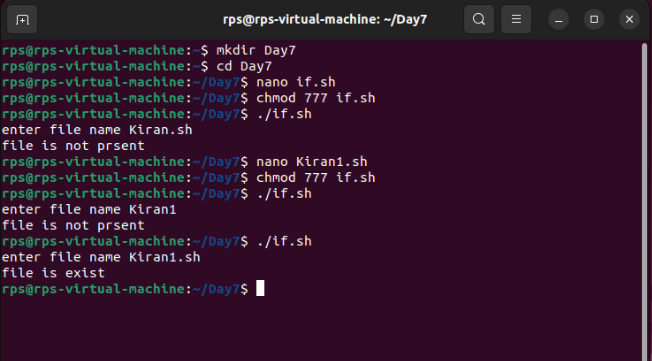 rps@rps-virtual-machine: ~/Day7
rps@rps-virtual-machine:~$ mkdir Day7
rps@rps-virtual-machine:~$ cd Day7
rps@rps-virtual-machine:~/Day7$ nano if.sh
rps@rps-virtual-machine:~/Day7$ chmod 777 if.sh
rps@rps-virtual-machine:~/Day7$ ./if.sh
enter file name Kiran.sh
file is not prsent
rps@rps-virtual-machine:~/Day7$ nano Kiran1.sh
rps@rps-virtual-machine:~/Day7$ chmod 777 if.sh
rps@rps-virtual-machine:~/Day7$ ./if.sh
enter file name Kiran1
file is not prsent
rps@rps-virtual-machine:~/Day7$ ./if.sh
enter file name Kiran1.sh
file is exist
rps@rps-virtual-machine:~/Day7$